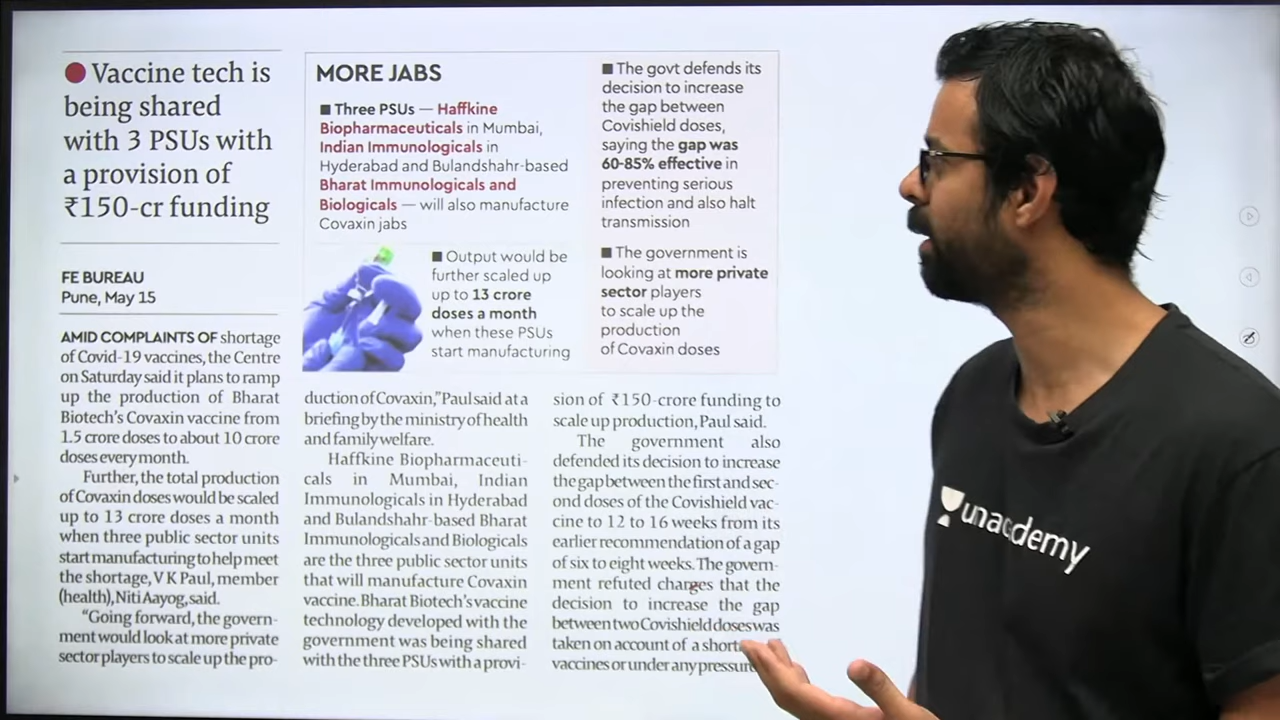 ● Vaccine tech is
being shared
with 3 PSUs with
a provision of
₹150-cr funding
FE BUREAU
Pune, May 15
AMID COMPLAINTS OF shortage
of Covid-19 vaccines, the Centre
on Saturday said it plans to ramp
up the production of Bharat
Biotech's Covaxin vaccine from
1.5 crore doses to about 10 crore
doses every month.
Further, the total production
of Covaxin doses would be scaled
up to 13 crore doses a month
when three public sector units
start manufacturing to help meet
the shortage, V K Paul, member
(health), Niti Aayog, said.
“Going forward, the govern-
ment would look at more private
sector players to scale up the pro-
MORE JABS
■ Three PSUs — Haffkine
Biopharmaceuticals in Mumbai,
Indian Immunologicals in
Hyderabad and Bulandshahr-based
Bharat Immunologicals and
Biologicals — will also manufacture
Covaxin jabs
■ Output would be
further scaled up
up to 13 crore
doses a month
when these PSUs
start manufacturing
■ The govt defends its
decision to increase
the gap between
Covishield doses,
saying the gap was
60-85% effective in
preventing serious
infection and also halt
transmission
■ The government is
looking at more private
sector players
to scale up the
production
of Covaxin doses
duction of Covaxin,” Paul said at a
briefing by the ministry of health
and family welfare.
Haffkine Biopharmaceuti-
cals in Mumbai, Indian
Immunologicals in Hyderabad
and Bulandshahr-based Bharat
Immunologicals and Biologicals
are the three public sector units
that will manufacture Covaxin
vaccine. Bharat Biotech's vaccine
technology developed with the
government was being shared
with the three PSUs with a provi-
sion of ₹150-crore funding to
scale up production, Paul said.
The government also
defended its decision to increase
the gap between the first and sec-
ond doses of the Covishield vac-
cine to 12 to 16 weeks from its
earlier recommendation of a gap
of six to eight weeks. The govern-
ment refuted charges that the
decision to increase the gap
between two Covishield doses was
taken on account of a short
vaccines or under any pressure
unacademy